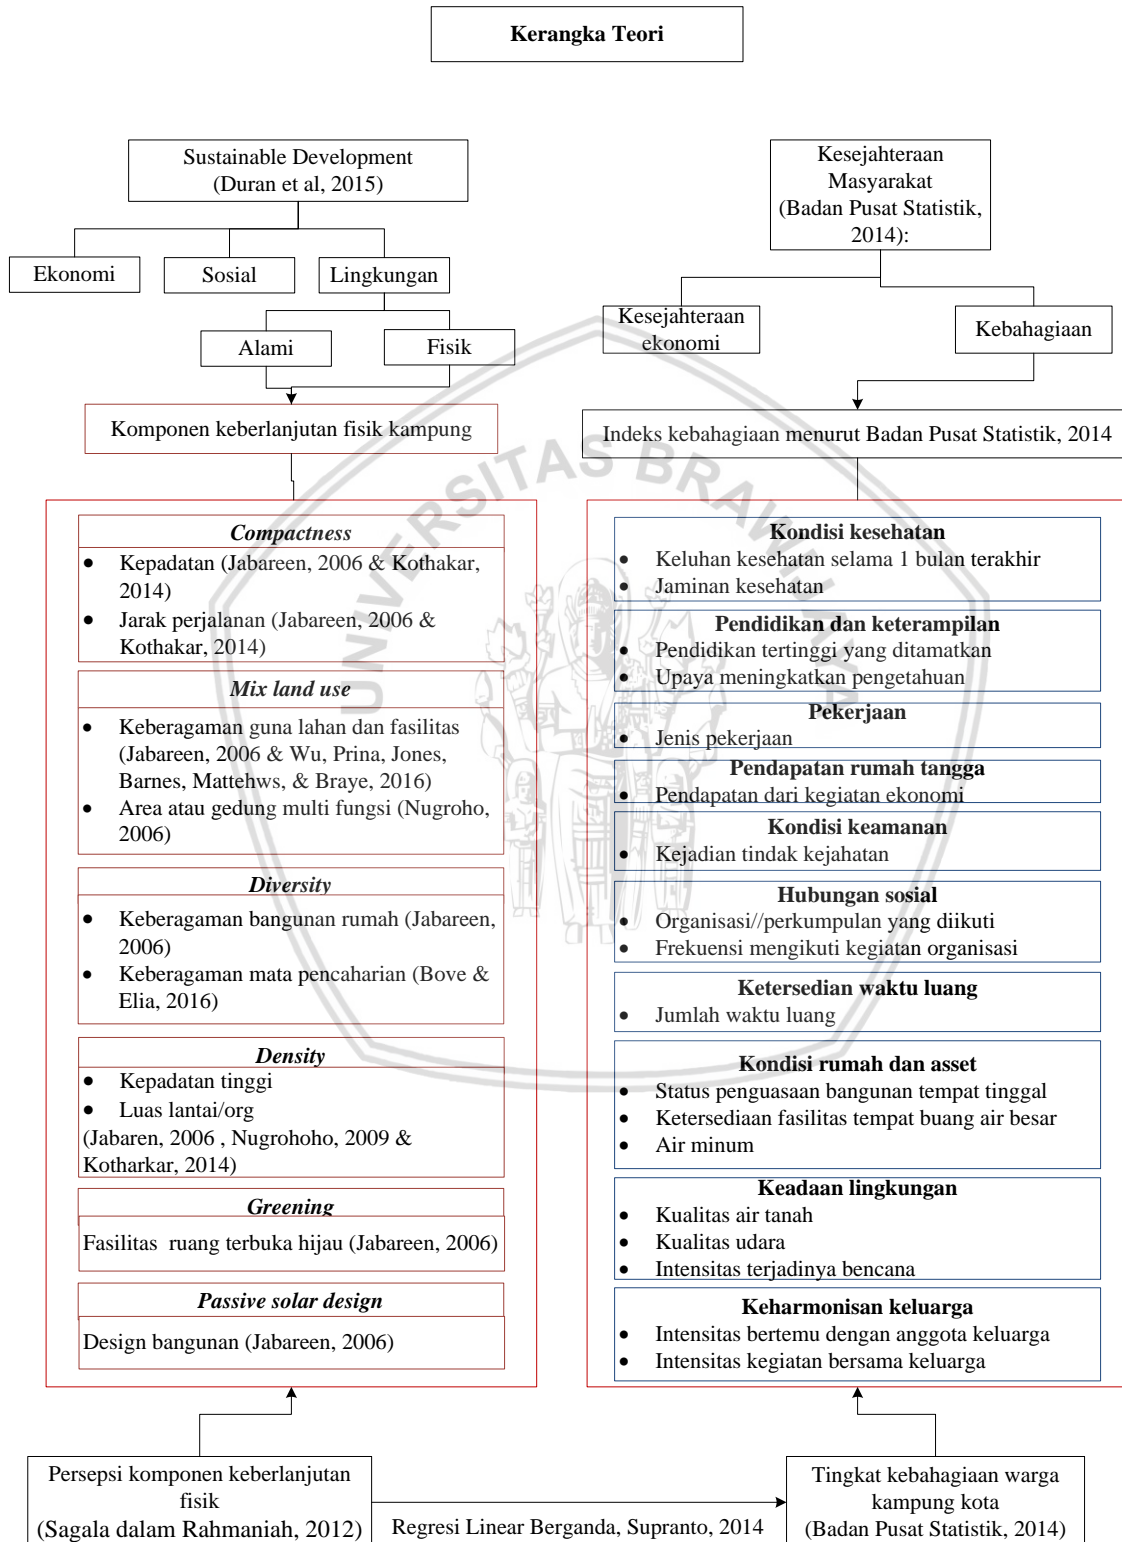 Kerangka Teori
Sustainable Development
(Duran et al, 2015)
Ekonomi
Sosial
Lingkungan
Alami
Fisik
Komponen keberlanjutan fisik kampung
Compactness
• Kepadatan (Jabareen, 2006 & Kothakar,
2014)
• Jarak perjalanan (Jabareen, 2006 &
Kothakar, 2014)
Mix land use
• Keberagaman guna lahan dan fasilitas
(Jabareen, 2006 & Wu, Prina, Jones,
Barnes, Mattehws, & Braye, 2016)
• Area atau gedung multi fungsi (Nugroho,
2006)
Diversity
• Keberagaman bangunan rumah (Jabareen,
2006)
• Keberagaman mata pencaharian (Bove &
Elia, 2016)
Density
• Kepadatan tinggi
• Luas lantai/org
(Jabaren, 2006 , Nugrohoho, 2009 &
Kotharkar, 2014)
Greening
Fasilitas ruang terbuka hijau (Jabareen, 2006)
Passive solar design
Design bangunan (Jabareen, 2006)
Persepsi komponen keberlanjutan
fisik
(Sagala dalam Rahmaniah, 2012)
Regresi Linear Berganda, Supranto, 2014
Kesejahteraan
Masyarakat
(Badan Pusat Statistik,
2014):
Kesejahteraan
ekonomi
Kebahagiaan
Indeks kebahagiaan menurut Badan Pusat Statistik, 2014
Kondisi kesehatan
• Keluhan kesehatan selama 1 bulan terakhir
• Jaminan kesehatan
Pendidikan dan keterampilan
• Pendidikan tertinggi yang ditamatkan
• Upaya meningkatkan pengetahuan
Pekerjaan
• Jenis pekerjaan
Pendapatan rumah tangga
• Pendapatan dari kegiatan ekonomi
Kondisi keamanan
• Kejadian tindak kejahatan
Hubungan sosial
• Organisasi//perkumpulan yang diikuti
• Frekuensi mengikuti kegiatan organisasi
Ketersedian waktu luang
• Jumlah waktu luang
Kondisi rumah dan asset
• Status penguasaan bangunan tempat tinggal
• Ketersediaan fasilitas tempat buang air besar
• Air minum
Keadaan lingkungan
• Kualitas air tanah
• Kualitas udara
• Intensitas terjadinya bencana
Keharmonisan keluarga
• Intensitas bertemu dengan anggota keluarga
• Intensitas kegiatan bersama keluarga
Tingkat kebahagiaan warga
kampung kota
(Badan Pusat Statistik, 2014)
UNIVERSITAS BRAWIJAYA